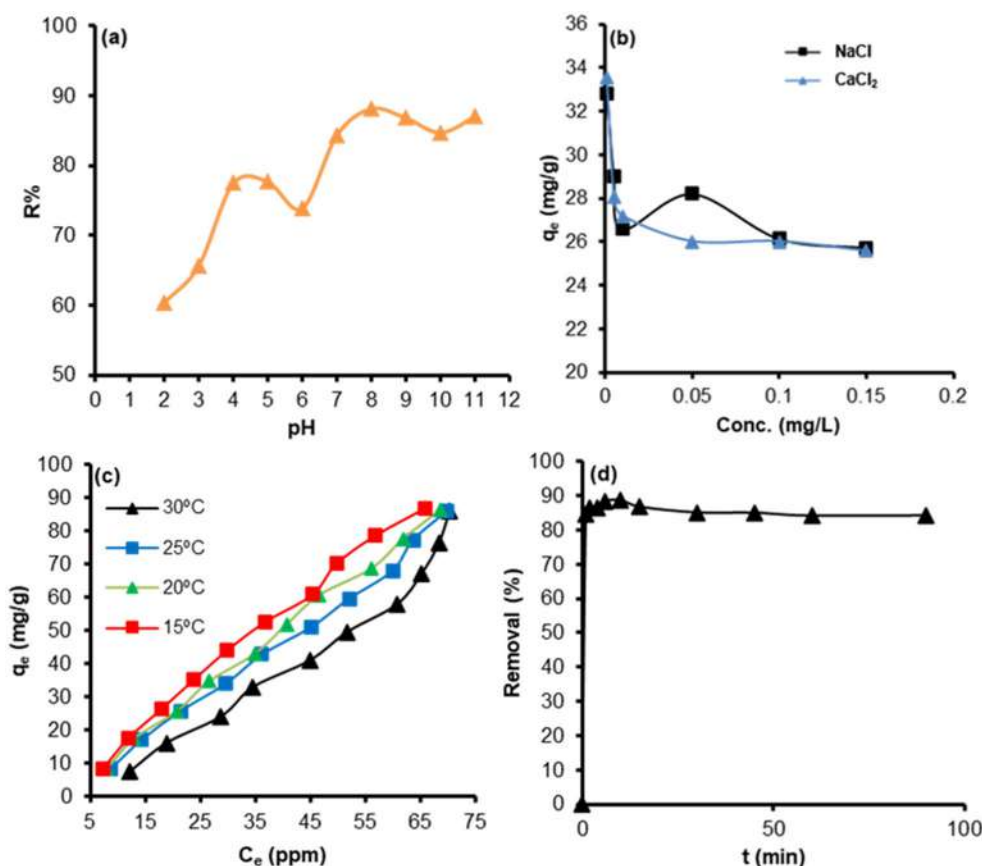 (a)
100
90
80
70
60
50
R%
0 1 2 3 4 5 6 7 8 9 10 11 12
pH
(b)
NaCl
CaCl₂
36
34
32
30
28
26
24
22
20
qₑ (mg/g)
0 0.05 0.1 0.15 0.2
Conc. (mg/L)
(c)
30ºC
25ºC
20ºC
15ºC
100
90
80
70
60
50
40
30
20
10
0
qₑ (mg/g)
5 15 25 35 45 55 65 75
Cₑ (ppm)
(d)
100
90
80
70
60
50
40
30
20
10
0
Removal (%)
0 50 100
t (min)